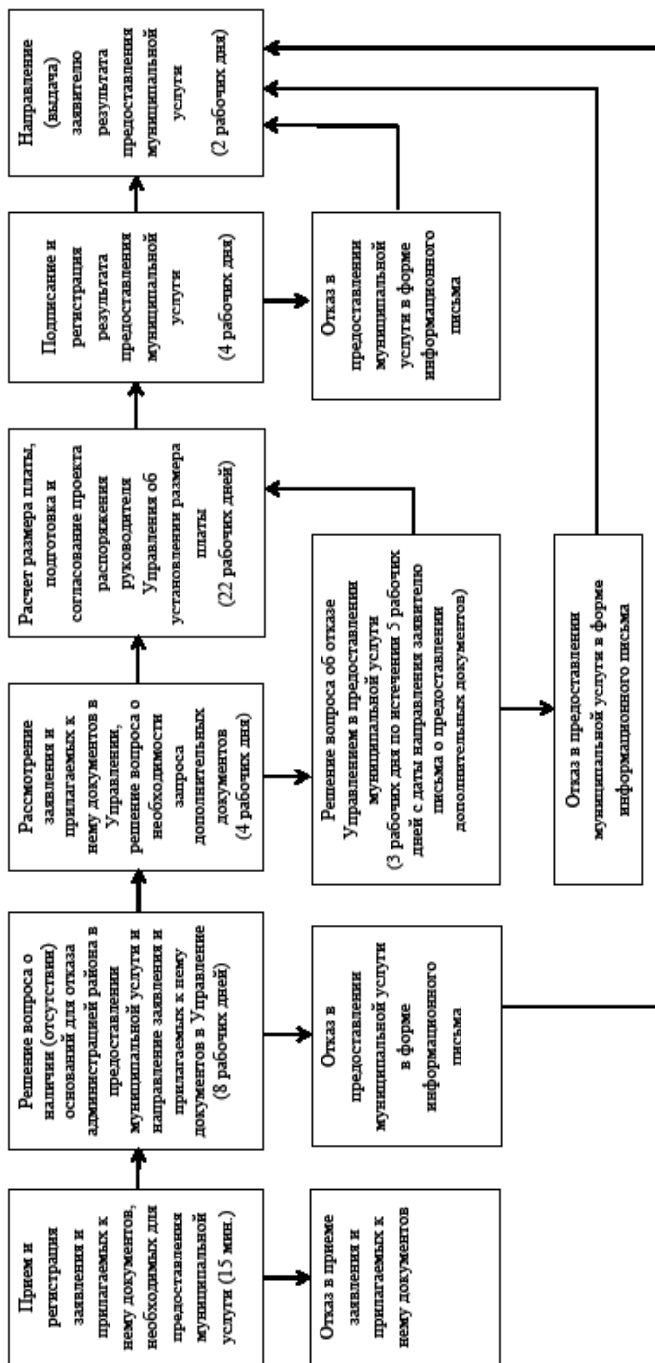 Прием и
регистрация
заявления и
прилагаемых к
нему документов,
необходимых для
предоставления
муниципальной
услуги (15 мин.)
Решение вопроса о
наличии (отсутствии)
оснований для отказа
администрацией района в
предоставлении
муниципальной услуги и
направление заявления и
прилагаемых к нему
документов в Управление
(8 рабочих дней)
Рассмотрение
заявления и
прилагаемых к
нему документов в
Управлении,
решение вопроса о
необходимости
запроса
дополнительных
документов
(4 рабочих дня)
Расчет размера платы,
подготовка и
согласование проекта
распоряжения
руководителя
Управления об
установлении размера
платы
(22 рабочих дней)
Подписание и
регистрация
результата
предоставления
муниципальной
услуги
(4 рабочих дня)
Направление
(выдача)
заявителю
результата
предоставления
муниципальной
услуги
(2 рабочих дня)
Отказ в приеме
заявления и
прилагаемых к
нему документов
Отказ в
предоставлении
муниципальной услуги
в форме
информационного
письма
Решение вопроса об отказе
Управлением в предоставлении
муниципальной услуги
(3 рабочих дня по истечении 5 рабочих
дней с даты направления заявителю
письма о предоставлении
дополнительных документов)
Отказ в
предоставлении
муниципальной
услуги в форме
информационного
письма
Отказ в предоставлении
муниципальной услуги в форме
информационного письма